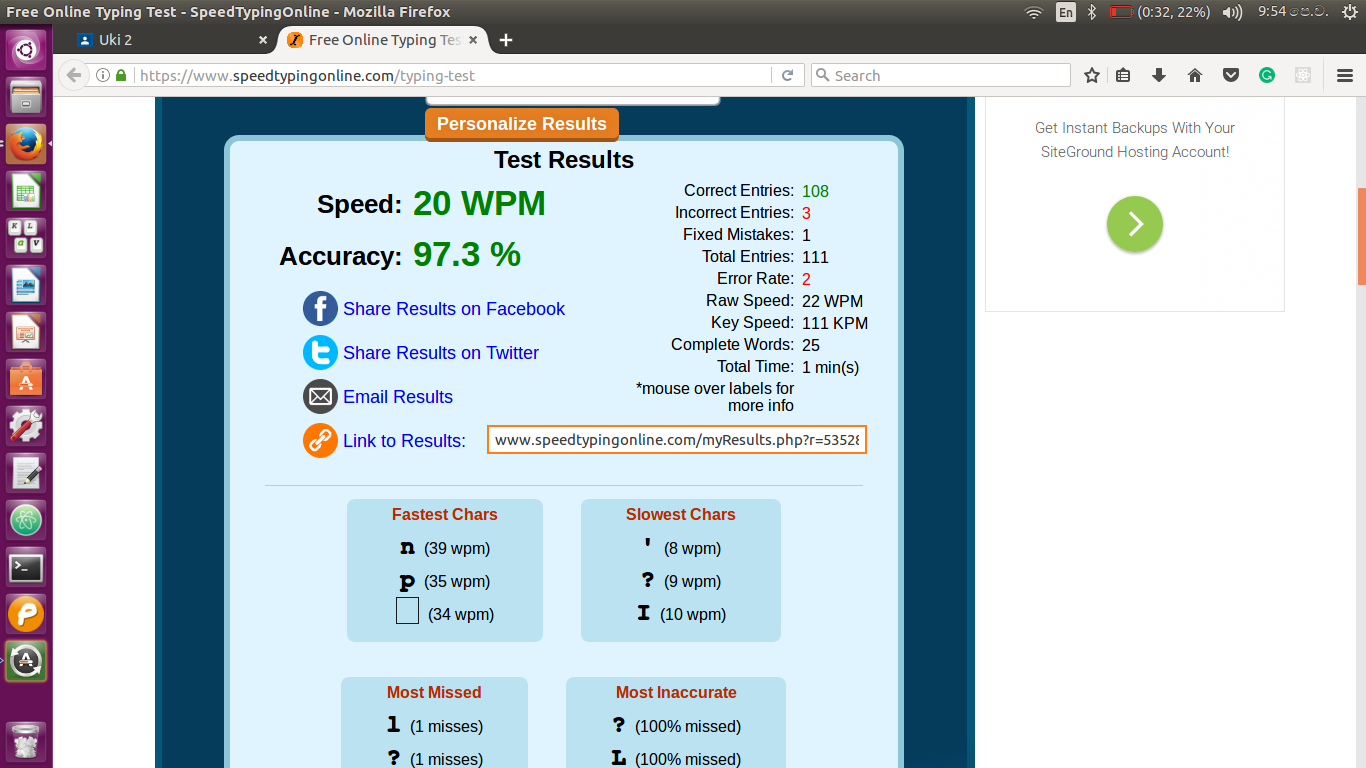 Free Online Typing Test - SpeedTypingOnline - Mozilla Firefox
En
(0:32, 22%)
9:54 පෙ.ව.
Uki 2
Free Online Typing Tes
https://www.speedtypingonline.com/typing-test
Search
Personalize Results
Test Results
Speed: 20 WPM
Accuracy: 97.3 %
Share Results on Facebook
Share Results on Twitter
Email Results
Link to Results: www.speedtypingonline.com/myResults.php?r=53528
Correct Entries: 108
Incorrect Entries: 3
Fixed Mistakes: 1
Total Entries: 111
Error Rate: 2
Raw Speed: 22 WPM
Key Speed: 111 KPM
Complete Words: 25
Total Time: 1 min(s)
*mouse over labels for
more info
Fastest Chars
n (39 wpm)
p (35 wpm)
(34 wpm)
Slowest Chars
' (8 wpm)
? (9 wpm)
I (10 wpm)
Most Missed
l (1 misses)
? (1 misses)
Most Inaccurate
? (100% missed)
L (100% missed)
Get Instant Backups With Your
SiteGround Hosting Account!
K L
a v